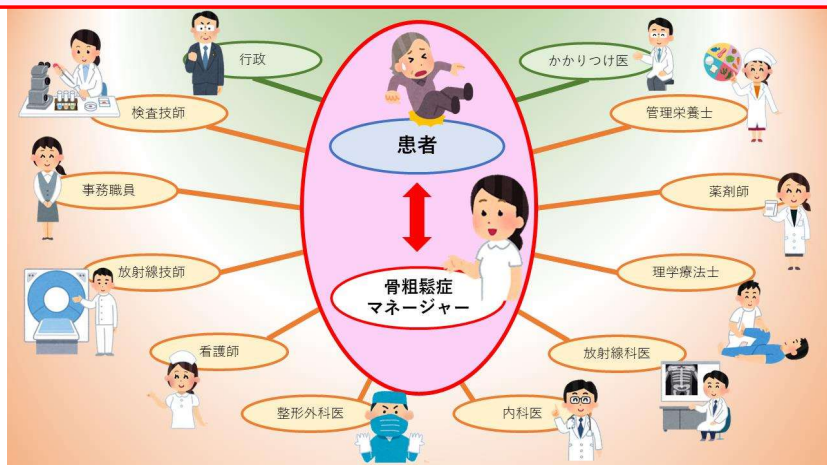 行政
かかりつけ医
検査技師
患者
管理栄養士
事務職員
薬剤師
放射線技師
骨粗鬆症
マネージャー
理学療法士
看護師
放射線科医
整形外科医
内科医